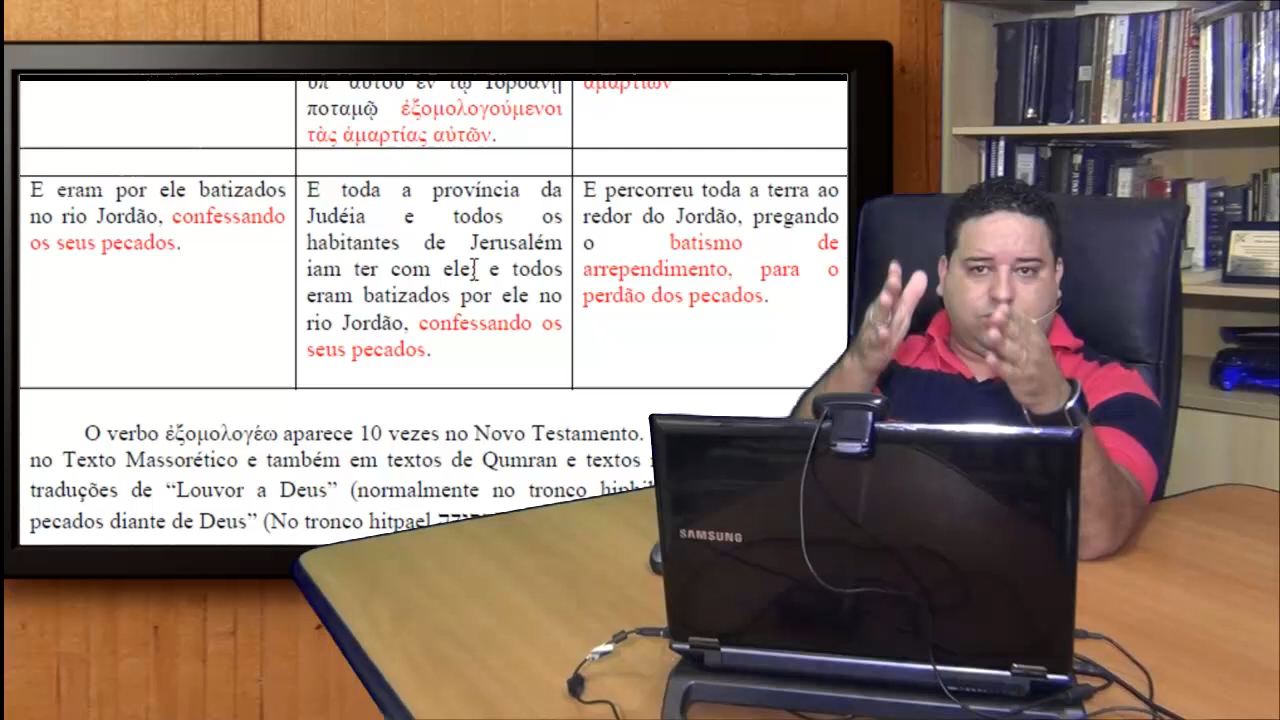 ποταμῷ ἐξομολογούμενοι
τὰς ἁμαρτίας αὐτῶν.
ἁμαρτιῶν
E eram por ele batizados
no rio Jordão, confessando
os seus pecados.
E toda a província da
Judéia e todos os
habitantes de Jerusalém
iam ter com ele; e todos
eram batizados por ele no
rio Jordão, confessando os
seus pecados.
E percorreu toda a terra ao
redor do Jordão, pregando
o batismo de
arrependimento, para o
perdão dos pecados.
O verbo ἐξομολογέω aparece 10 vezes no Novo Testamento.
no Texto Massorético e também em textos de Qumran e textos
traduções de “Louvor a Deus” (normalmente no tronco hiphil
pecados diante de Deus” (No tronco hitpael
SAMSUNG